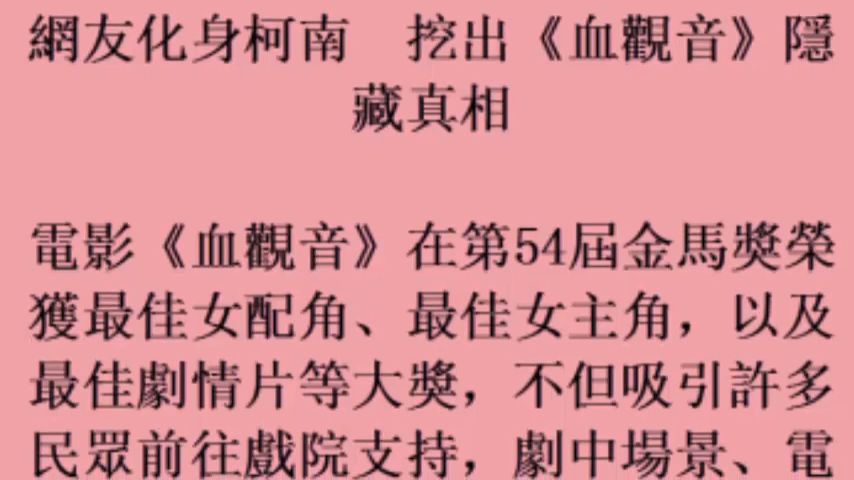 網友化身柯南　挖出《血觀音》隱
藏真相
電影《血觀音》在第54屆金馬獎榮
獲最佳女配角、最佳女主角，以及
最佳劇情片等大獎，不但吸引許多
民眾前往戲院支持，劇中場景、電